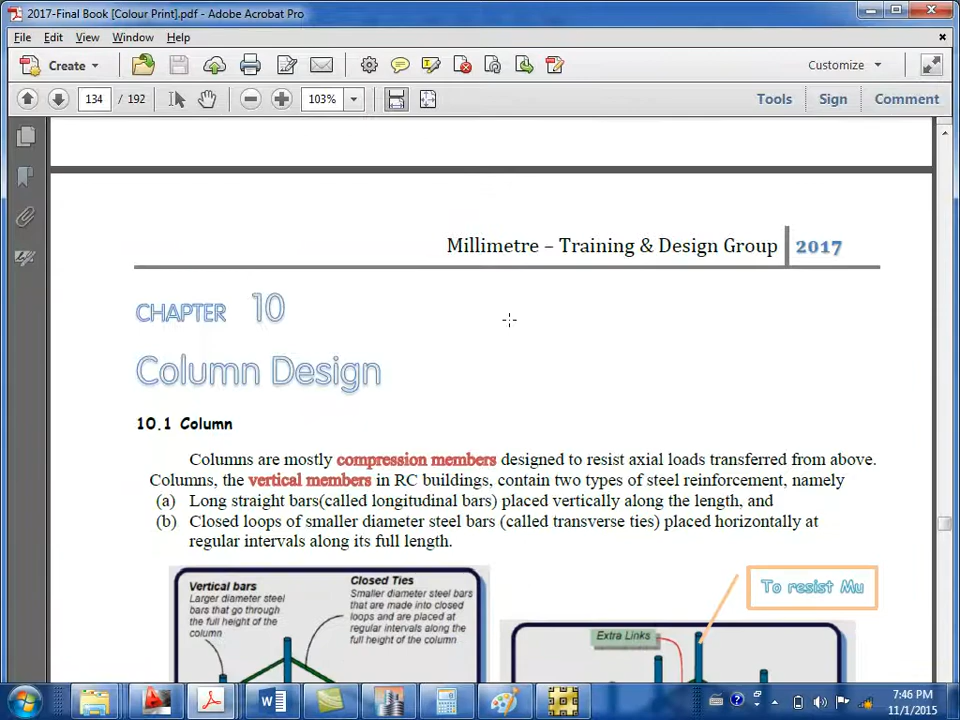 2017-Final Book [Colour Print].pdf - Adobe Acrobat Pro
File Edit View Window Help
Create Customize
134 / 192 103% Tools Sign Comment
Millimetre – Training & Design Group 2017
CHAPTER 10
Column Design
10.1 Column
Columns are mostly compression members designed to resist axial loads transferred from above.
Columns, the vertical members in RC buildings, contain two types of steel reinforcement, namely
(a) Long straight bars(called longitudinal bars) placed vertically along the length, and
(b) Closed loops of smaller diameter steel bars (called transverse ties) placed horizontally at
regular intervals along its full length.
Vertical bars
Larger diameter steel
bars that go through
the full height of the
column
Closed Ties
Smaller diameter steel bars
that are made into closed
loops and are placed at
regular intervals along the
full height of the column
To resist Mu
Extra Links
7:46 PM
11/1/2015